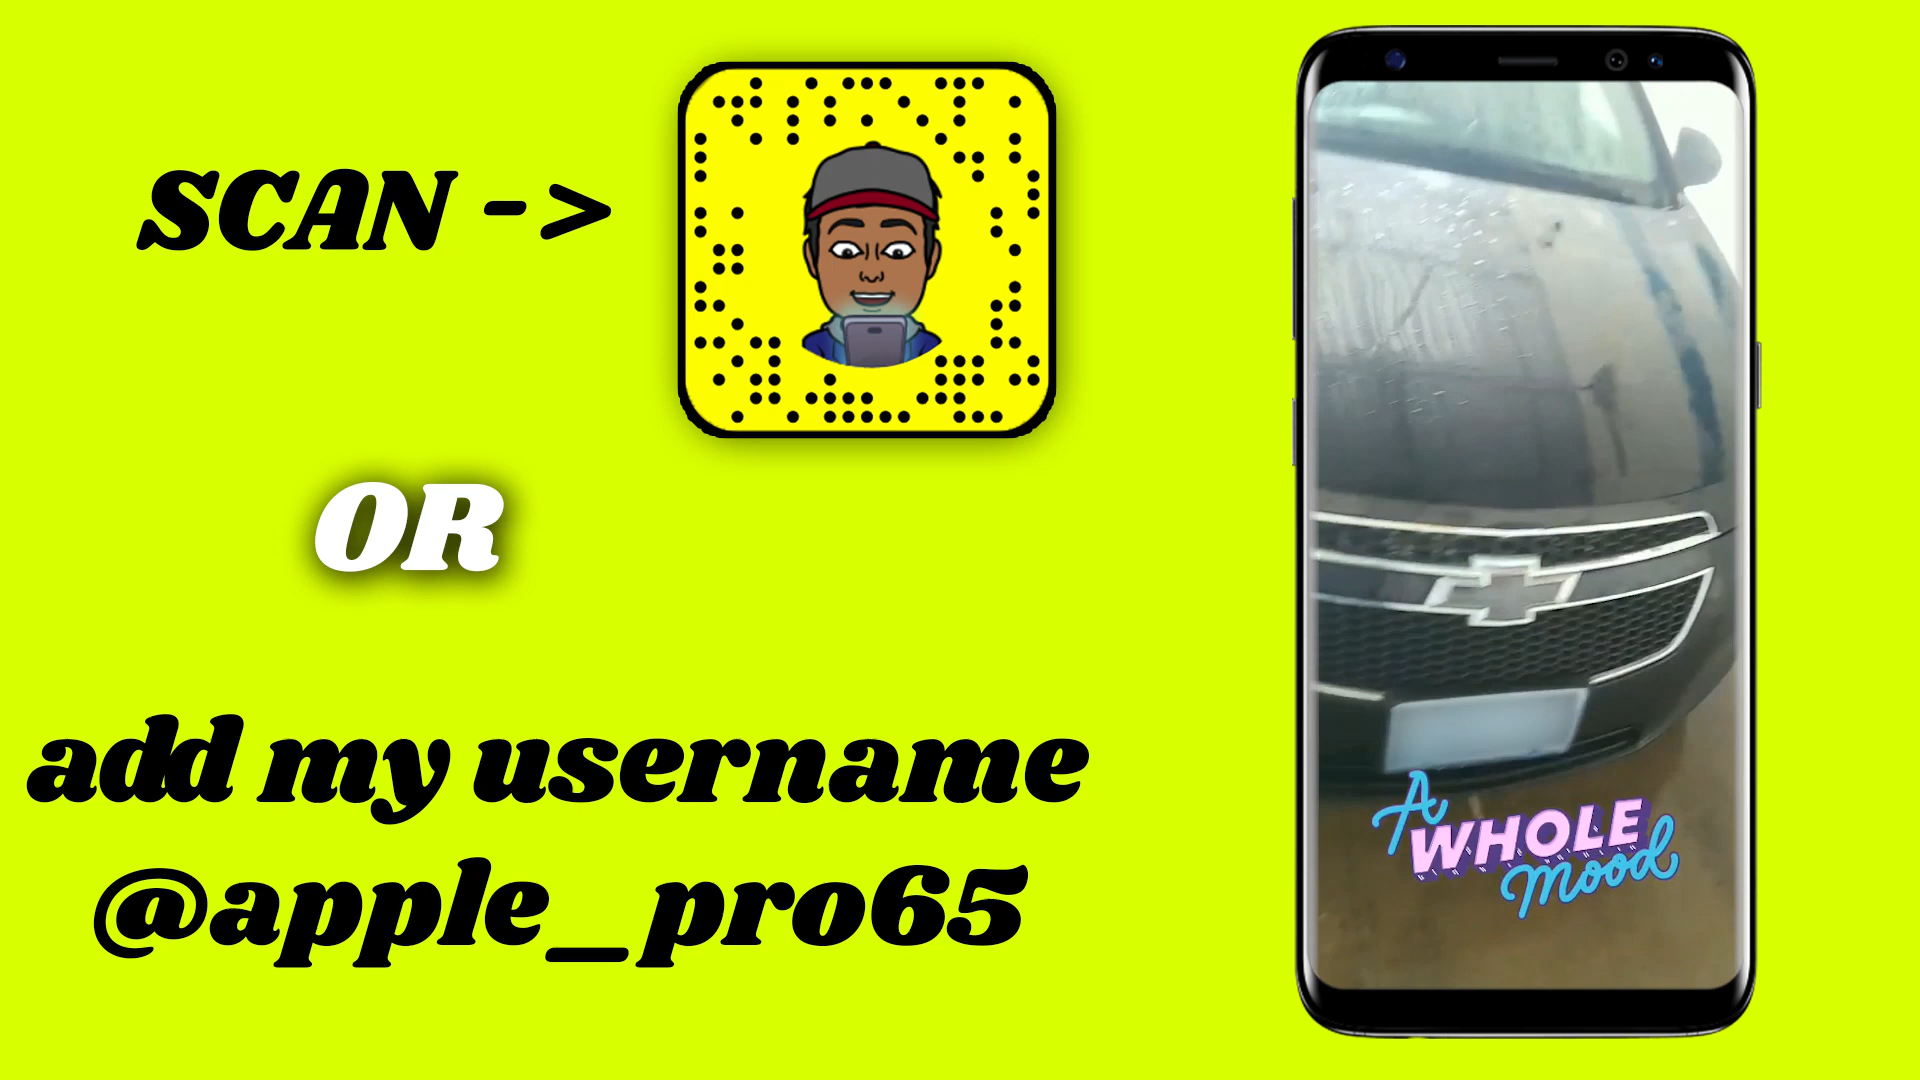 SCAN ->
OR
add my username
@apple_pro65
A
WHOLE
mood